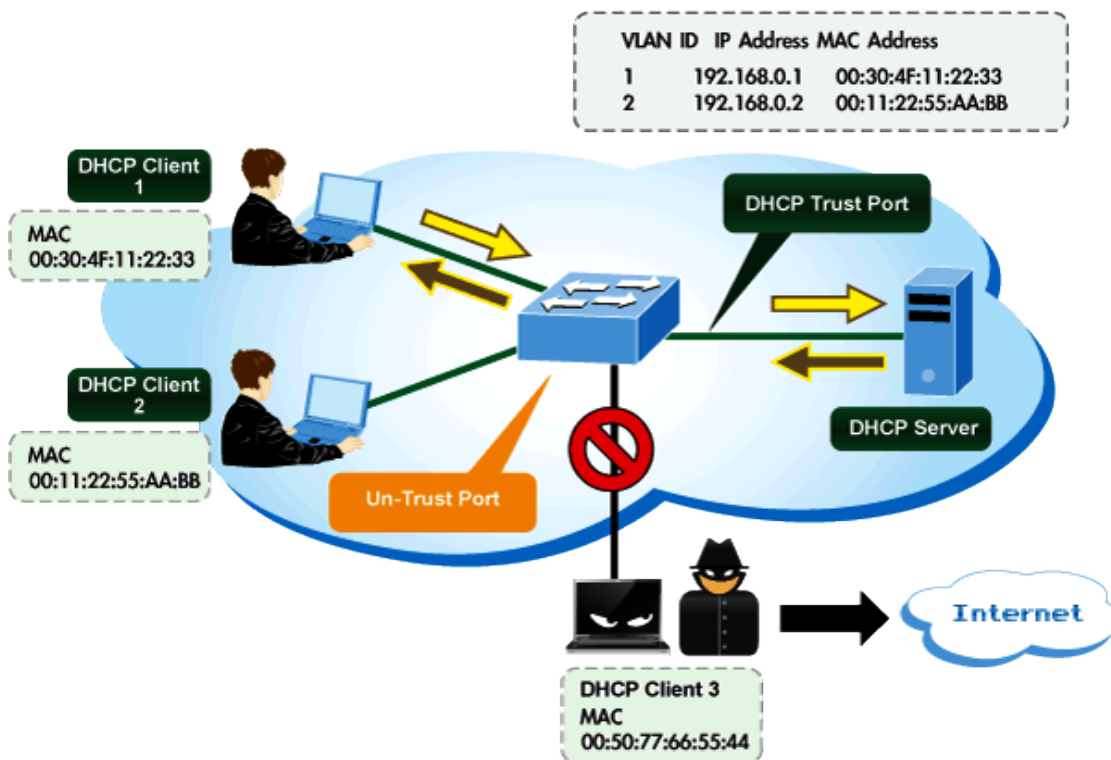 VLAN ID IP Address MAC Address
1 192.168.0.1 00:30:4F:11:22:33
2 192.168.0.2 00:11:22:55:AA:BB
DHCP Client
1
MAC
00:30:4F:11:22:33
DHCP Trust Port
DHCP Client
2
MAC
00:11:22:55:AA:BB
DHCP Server
Un-Trust Port
Internet
DHCP Client 3
MAC
00:50:77:66:55:44